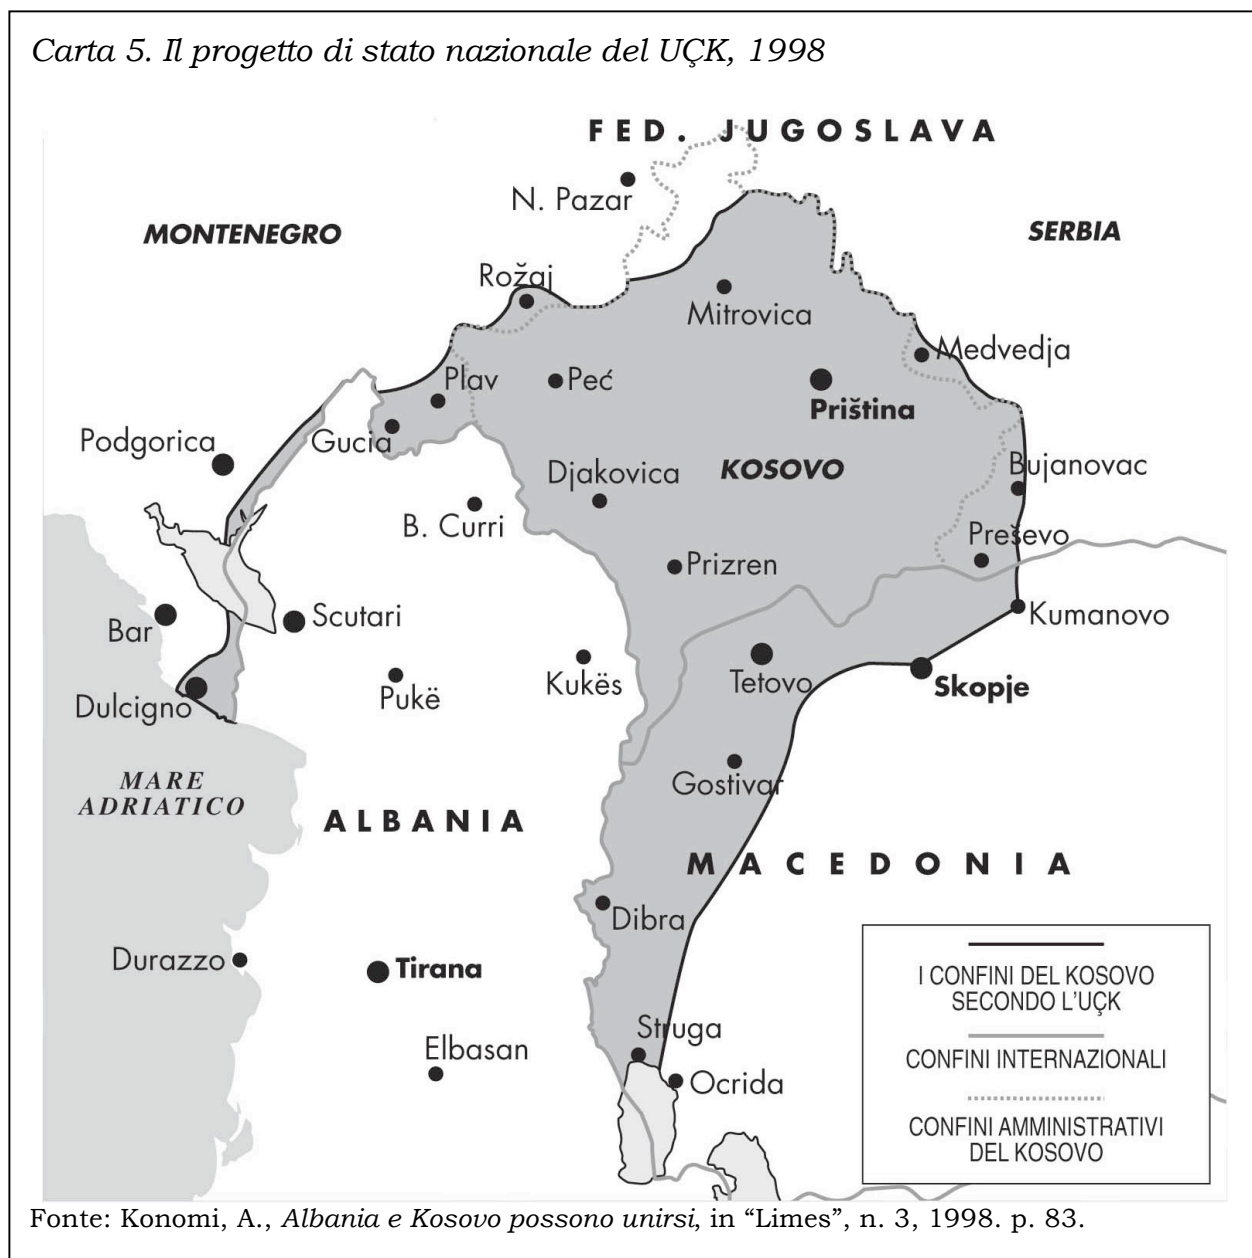 Carta 5. Il progetto di stato nazionale del UÇK, 1998
FED. JUGOSLAVA
N. Pazar
MONTENEGRO
SERBIA
Rožaj
Mitrovica
Medvedja
Plav
Peć
Priština
Podgorica
Gucia
KOSOVO
Bujanovac
Djakovica
B. Curri
Preševo
Prizren
Scutari
Kumanovo
Bar
Kukës
Tetovo
Pukë
Skopje
Dulcigno
MARE
ADRIATICO
Gostivar
ALBANIA
MACEDONIA
Dibra
Durazzo
Tirana
Struga
Elbasan
Ocrida
I CONFINI DEL KOSOVO
SECONDO L'UÇK
CONFINI INTERNAZIONALI
CONFINI AMMINISTRATIVI
DEL KOSOVO
Fonte: Konomi, A., Albania e Kosovo possono unirsi, in “Limes”, n. 3, 1998. p. 83.